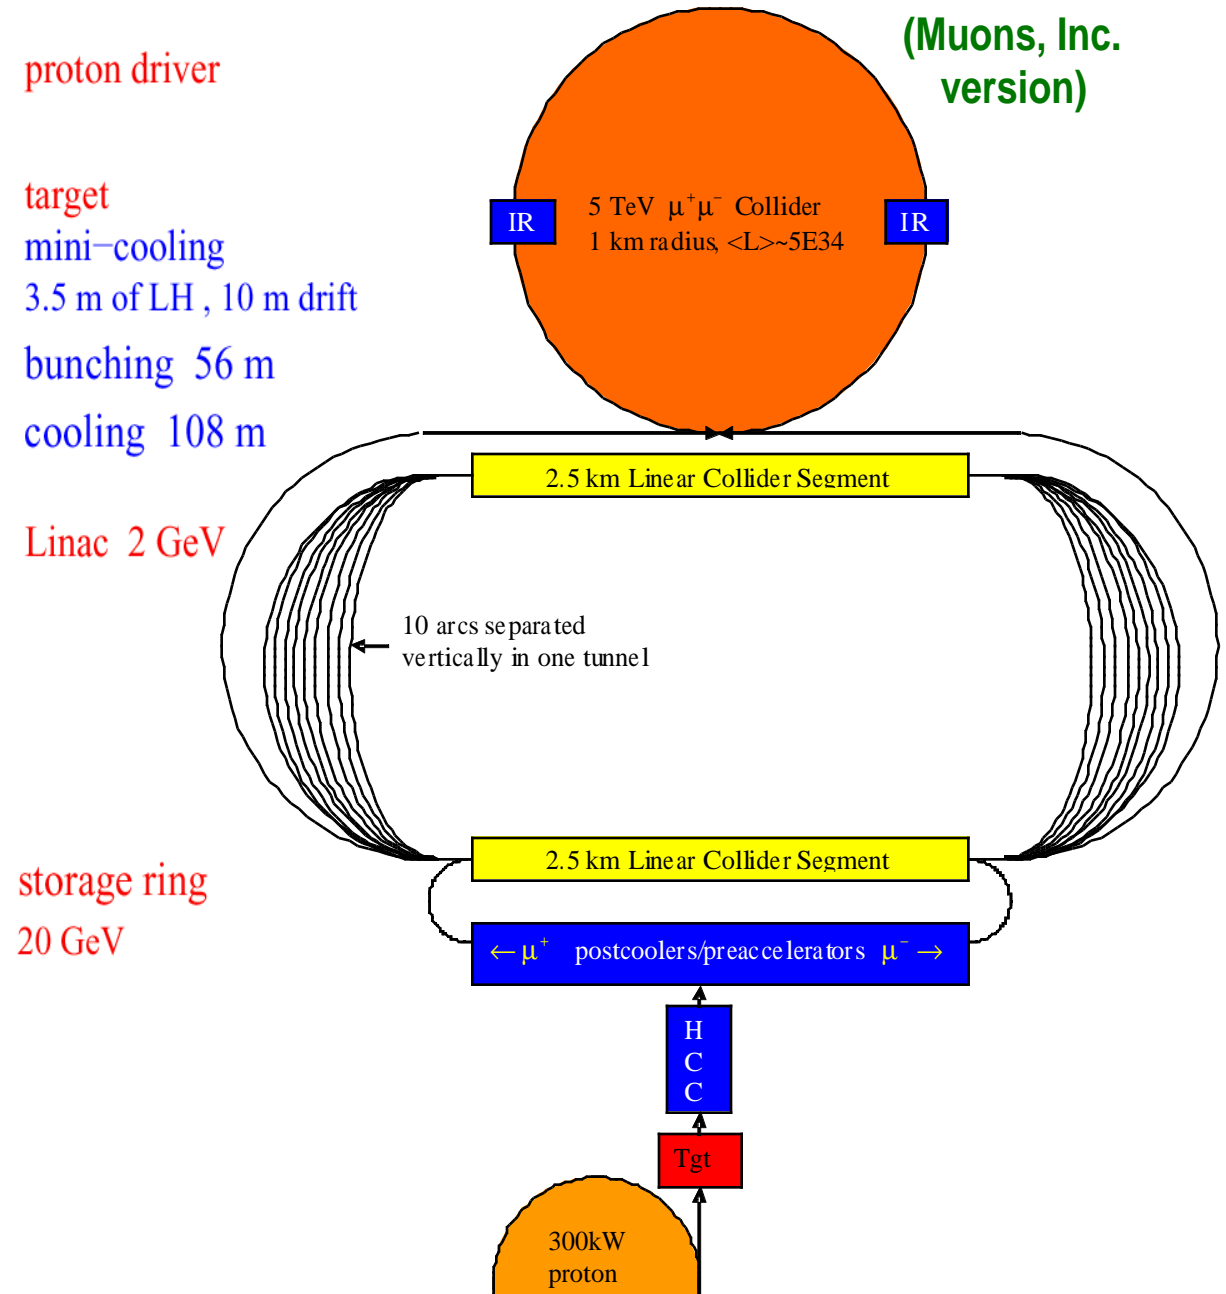 proton driver
target
mini−cooling
3.5 m of LH , 10 m drift
bunching 56 m
cooling 108 m
Linac 2 GeV
storage ring
20 GeV
(Muons, Inc.
version)
IR
5 TeV μ⁺μ⁻ Collider
1 km radius, <L>~5E34
IR
2.5 km Linear Collider Segment
10 arcs separated
vertically in one tunnel
2.5 km Linear Collider Segment
←μ⁺ postcoolers/preaccelerators μ⁻→
H
C
C
Tgt
300kW
proton